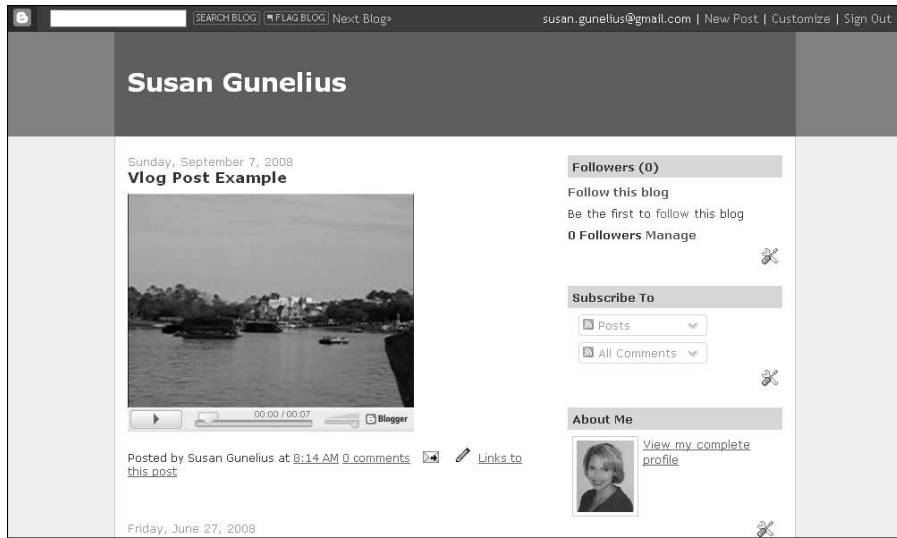 SEARCH BLOG FLAG BLOG Next Blog» susan.gunelius@gmail.com | New Post | Customize | Sign Out
Susan Gunelius
Sunday, September 7, 2008
Vlog Post Example
00:00 / 00:07 Blogger
Posted by Susan Gunelius at 8:14 AM 0 comments Links to
this post
Friday, June 27, 2008
Followers (0)
Follow this blog
Be the first to follow this blog
0 Followers Manage
Subscribe To
Posts
All Comments
About Me
View my complete
profile